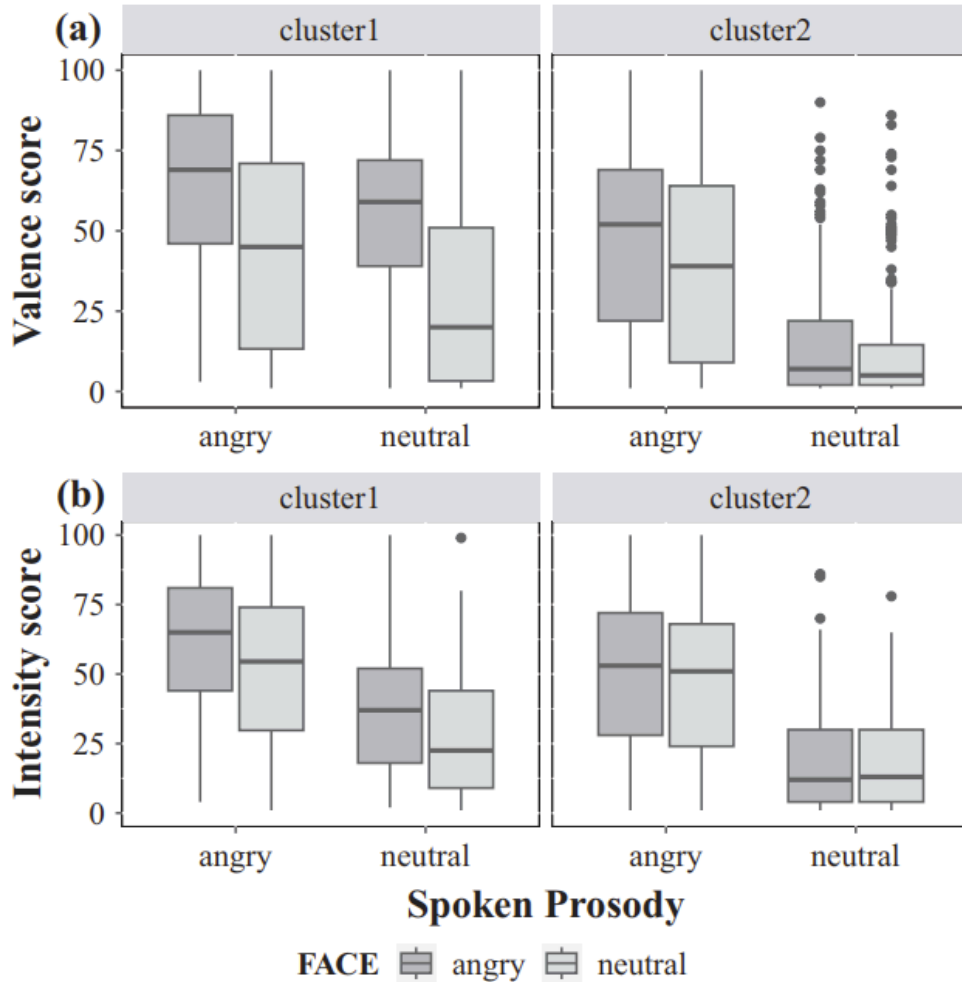 (a)
cluster1 cluster2
Valence score
100
75
50
25
0
angry neutral angry neutral
(b)
cluster1 cluster2
Intensity score
100
75
50
25
0
angry neutral angry neutral
Spoken Prosody
FACE angry neutral